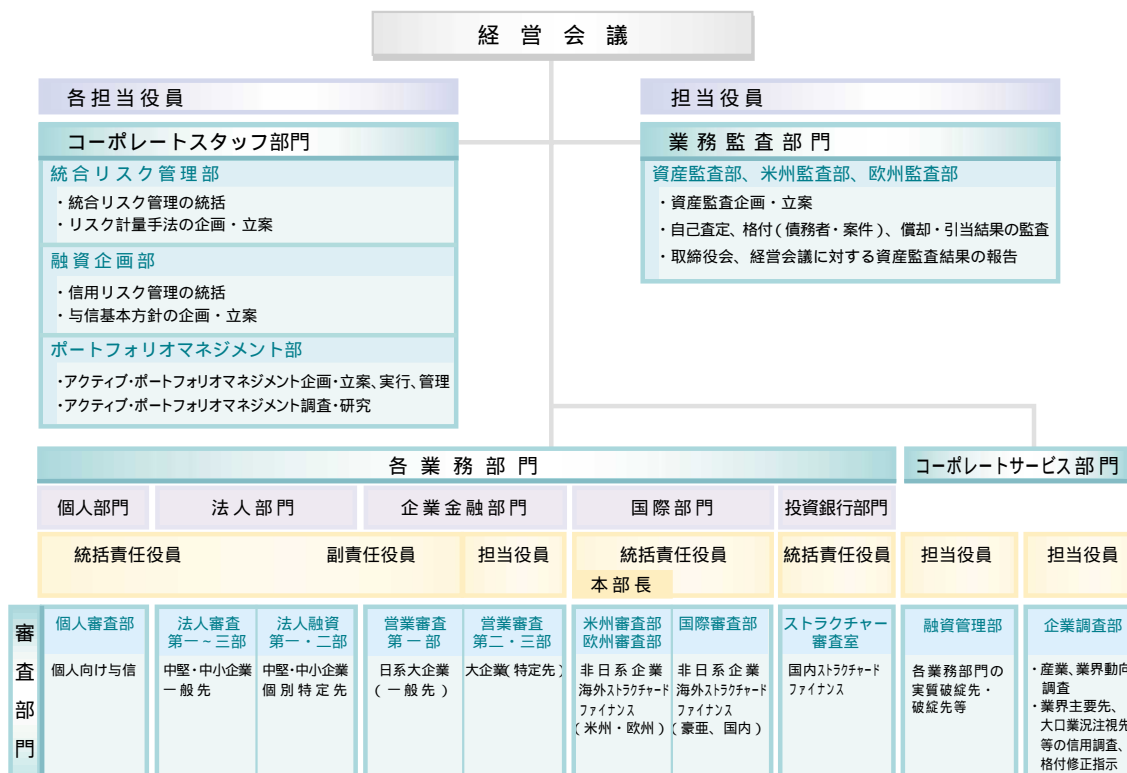 経営会議
各担当役員
コーポレートスタッフ部門
統合リスク管理部
・統合リスク管理の統括
・リスク計量手法の企画・立案
融資企画部
・信用リスク管理の統括
・与信基本方針の企画・立案
ポートフォリオマネジメント部
・アクティブ・ポートフォリオマネジメント企画・立案、実行、管理
・アクティブ・ポートフォリオマネジメント調査・研究
担当役員
業務監査部門
資産監査部、米州監査部、欧州監査部
・資産監査企画・立案
・自己査定、格付(債務者・案件)、償却・引当結果の監査
・取締役会、経営会議に対する資産監査結果の報告
各業務部門
コーポレートサービス部門
個人部門
法人部門
企業金融部門
国際部門
投資銀行部門
統括責任役員
副責任役員
担当役員
統括責任役員
本部長
統括責任役員
担当役員
担当役員
審査部門
個人審査部
個人向け与信
法人審査
第一~三部
中堅・中小企業
一般先
法人融資
第一・二部
中堅・中小企業
個別特定先
営業審査
第一部
日系大企業
(一般先)
営業審査
第二・三部
大企業(特定先)
米州審査部
欧州審査部
非日系企業
海外ストラクチャード
ファイナンス
(米州・欧州)
国際審査部
非日系企業
海外ストラクチャード
ファイナンス
(豪亜、国内)
ストラクチャー
審査室
国内ストラクチャード
ファイナンス
融資管理部
各業務部門の
実質破綻先・
破綻先等
企業調査部
・産業、業界動向
調査
・業界主要先、
大口業況注視先
等の信用調査、
格付修正指示